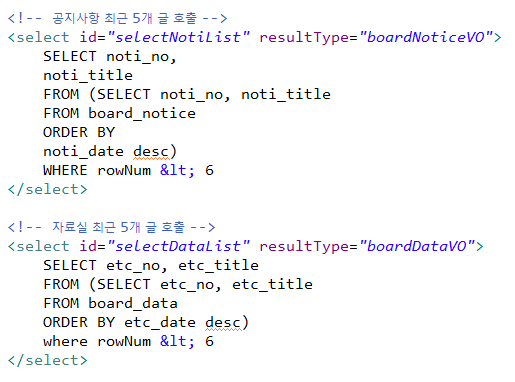 <!-- 공지사항 최근 5개 글 호출 -->
<select id="selectNotiList" resultType="boardNoticeVO">
SELECT noti_no,
noti_title
FROM (SELECT noti_no, noti_title
FROM board_notice
ORDER BY
noti_date desc)
WHERE rowNum &lt; 6
</select>
<!-- 자료실 최근 5개 글 호출 -->
<select id="selectDataList" resultType="boardDataVO">
SELECT etc_no, etc_title
FROM (SELECT etc_no, etc_title
FROM board_data
ORDER BY etc_date desc)
where rowNum &lt; 6
</select>